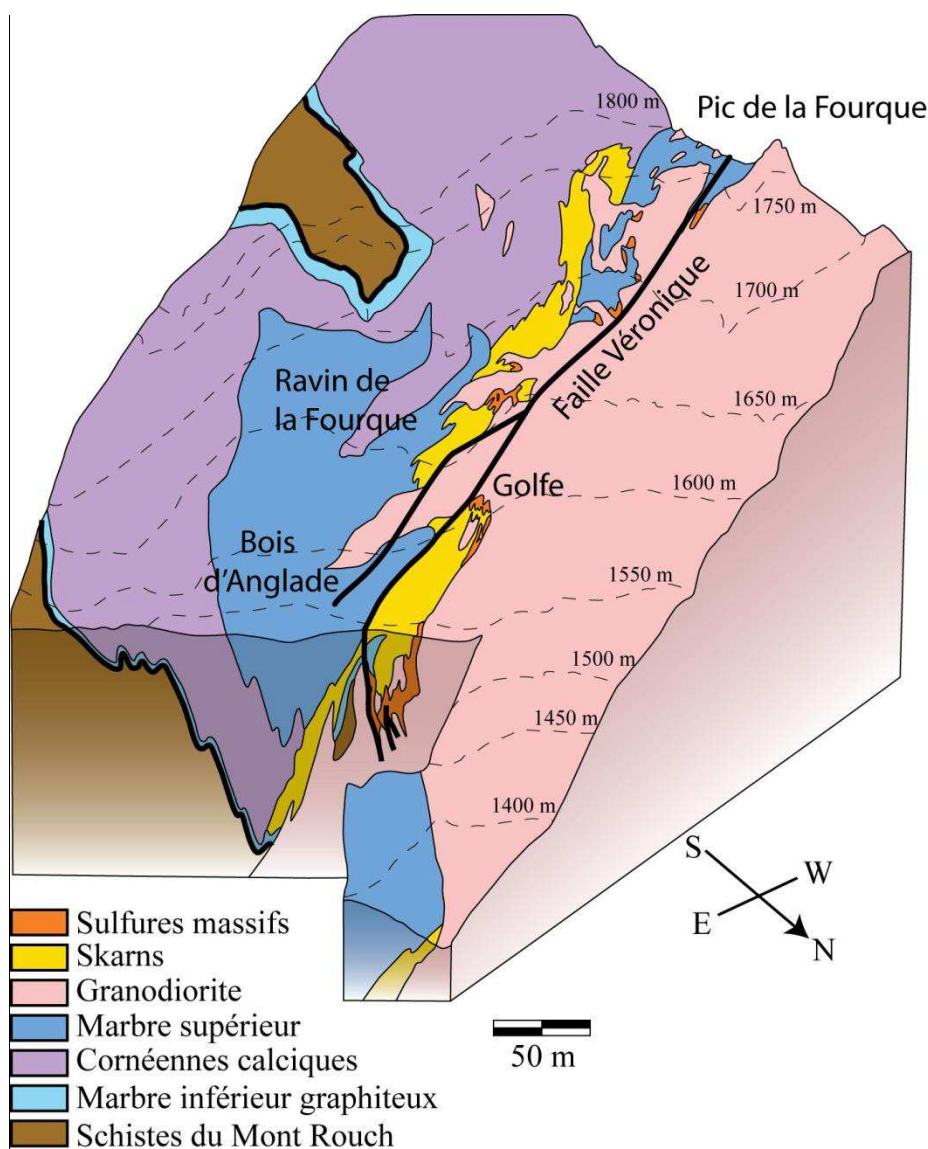 1800 m
Pic de la Fourque
1750 m
1700 m
Faille Véronique
1650 m
Ravin de
la Fourque
Golfe
1600 m
Bois
d'Anglade
1550 m
1500 m
1450 m
1400 m
S
W
E
N
50 m
Sulfures massifs
Skarns
Granodiorite
Marbre supérieur
Cornéennes calciques
Marbre inférieur graphiteux
Schistes du Mont Rouch